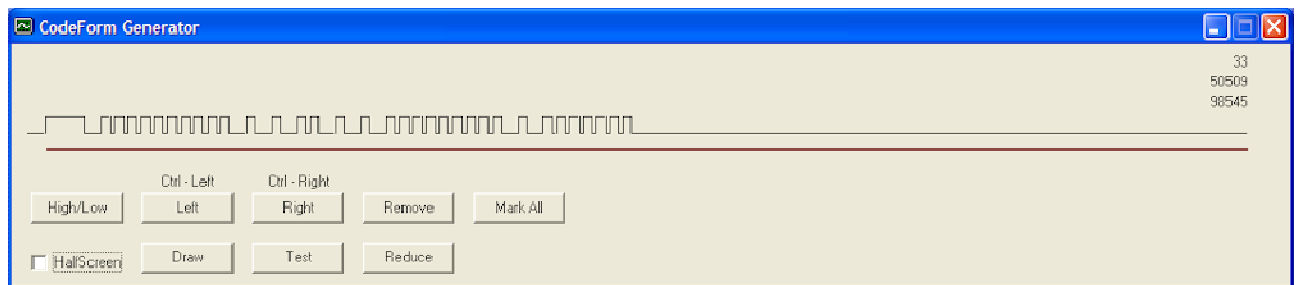 CodeForm Generator
33
50509
98545
Ctrl - Left Ctrl - Right
High/Low Left Right Remove Mark All
HalfScreen Draw Test Reduce